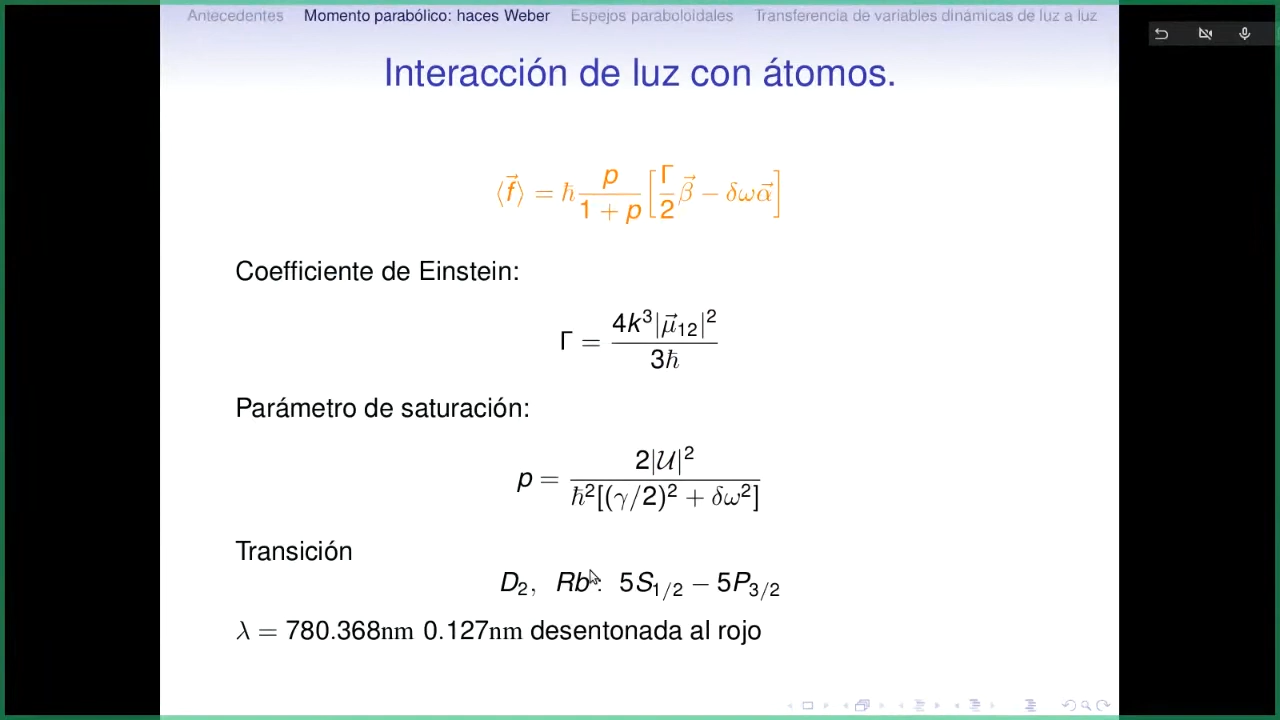 Antecedentes Momento parabólico: haces Weber Espejos paraboloidales Transferencia de variables dinámicas de luz a luz
Interacción de luz con átomos.
⟨f⃗⟩ = ħ p/(1 + p) [Γ/2 β⃗ − δωα⃗]
Coefficiente de Einstein:
Γ = 4k³|μ⃗₁₂|²/3ħ
Parámetro de saturación:
p = 2|𝒰|²/ħ²[(γ/2)² + δω²]
Transición
D₂, Rb: 5S₁/₂ − 5P₃/₂
λ = 780.368nm 0.127nm desentonada al rojo